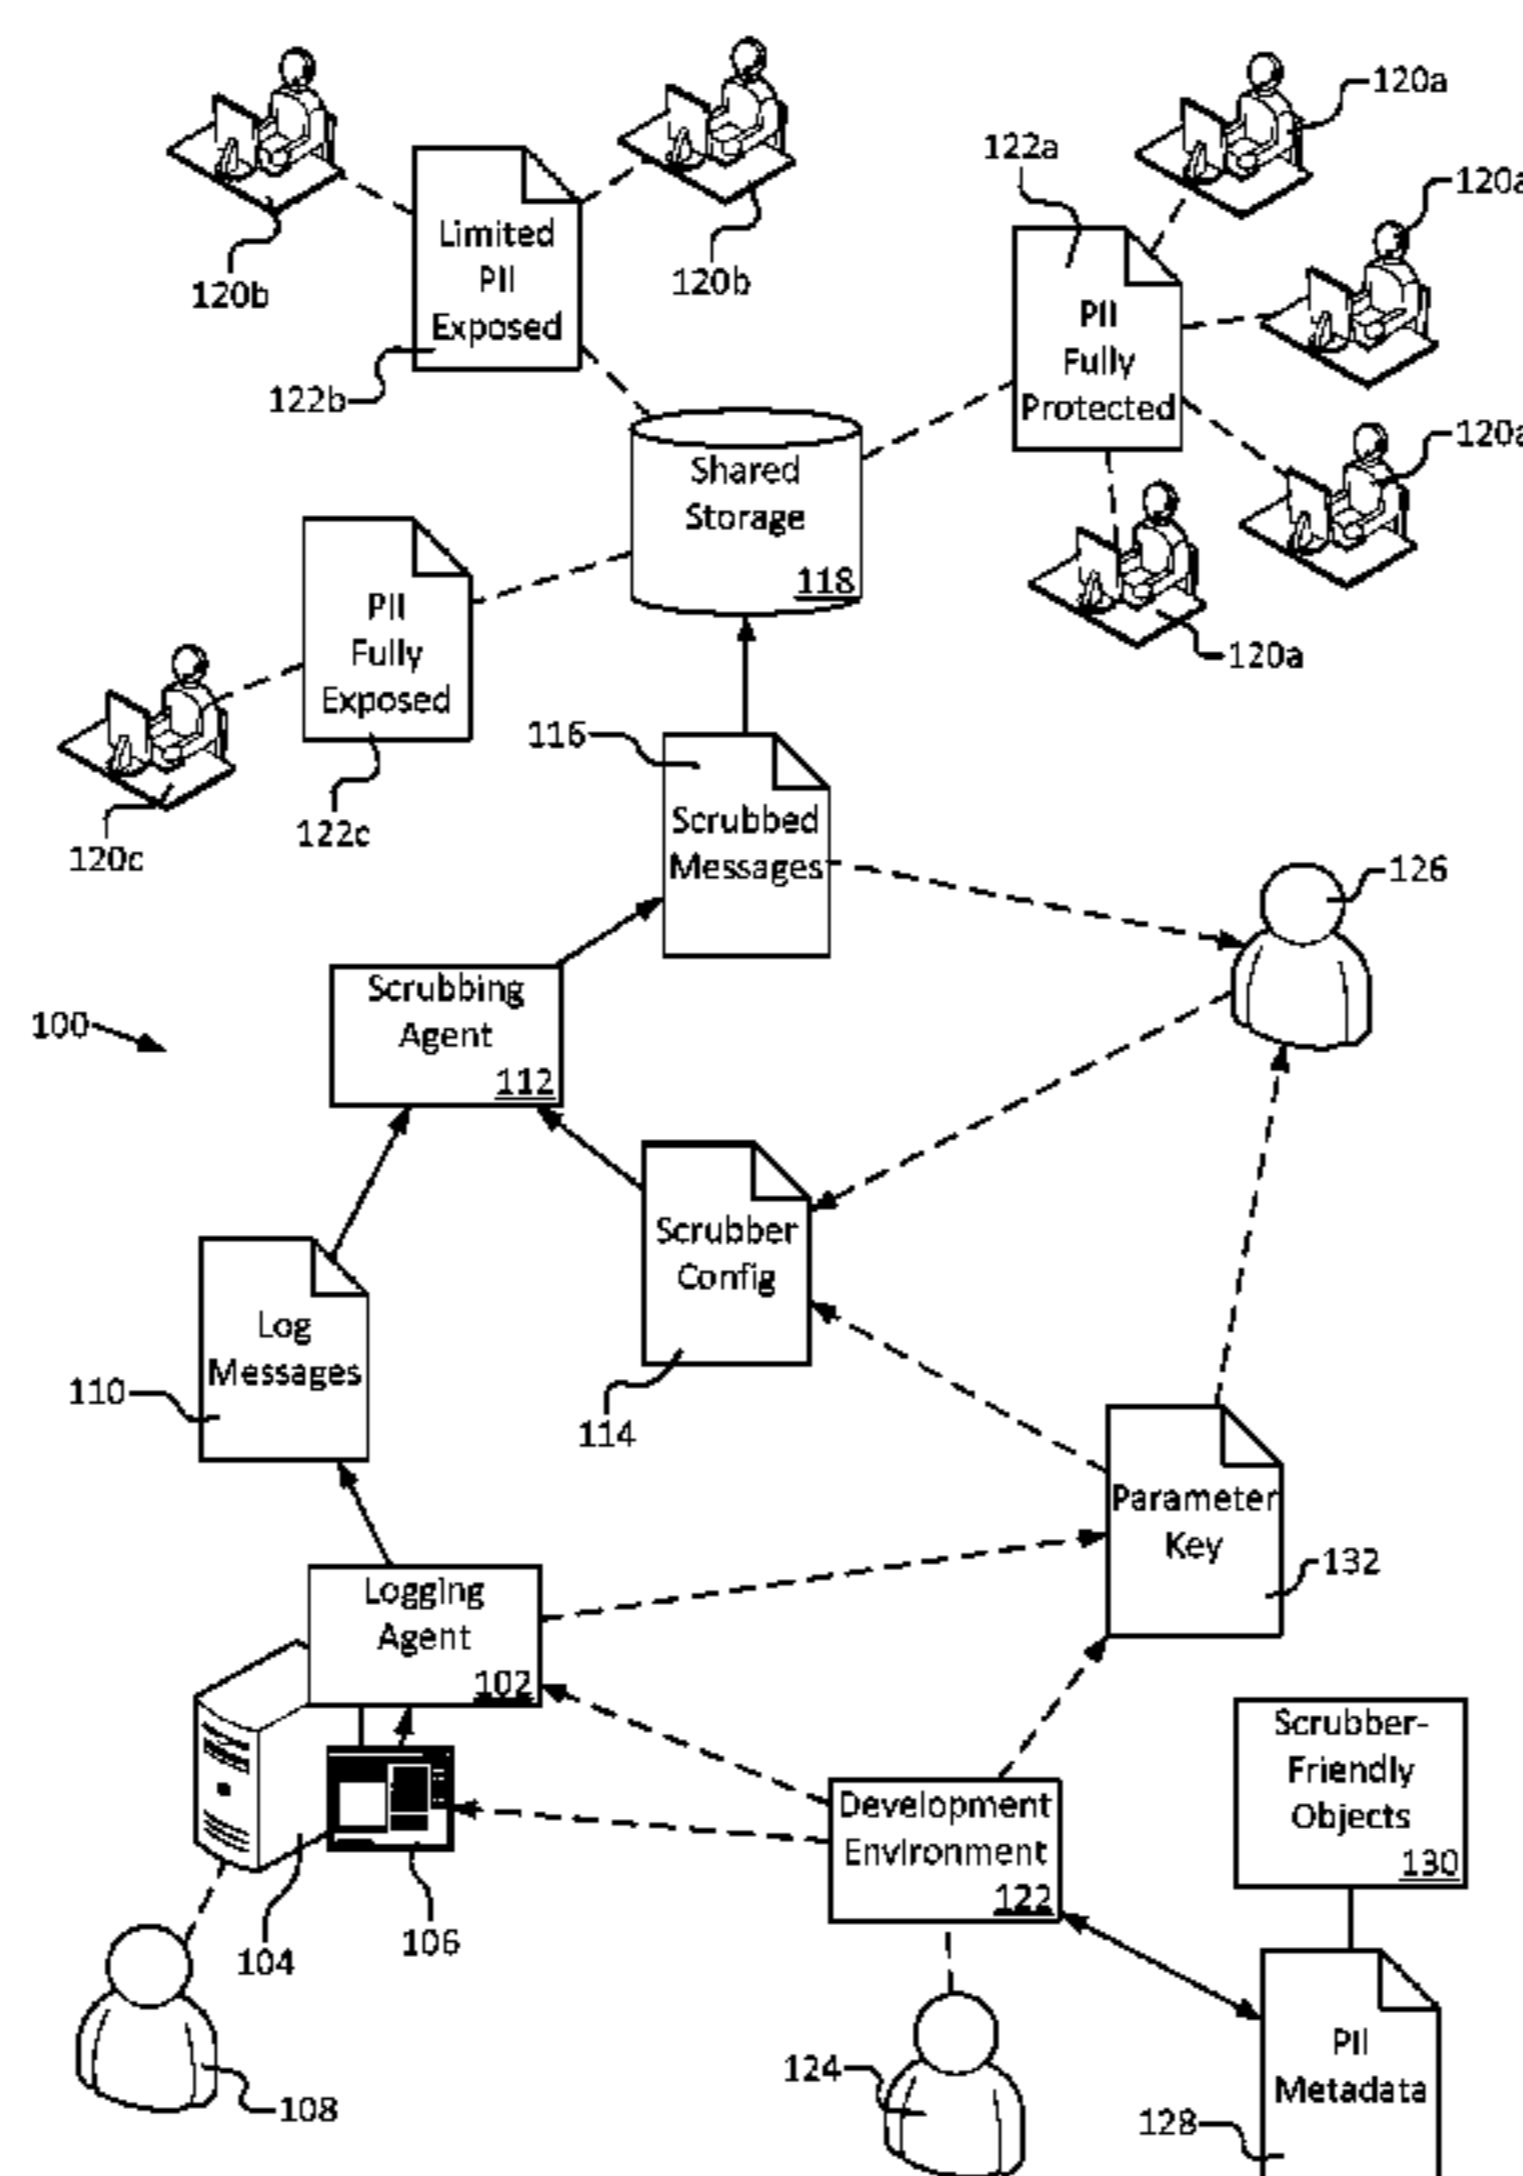 120a
122a
120a
Limited
PII
Exposed
120b
120b
PII
Fully
Protected
122b
120a
Shared
Storage
118
PII
Fully
Exposed
120a
116
122c
120c
Scrubbed
Messages
126
Scrubbing
Agent
112
100
Scrubber
Config
Log
Messages
110
114
Parameter
Key
132
Logging
Agent
102
Scrubber-
Friendly
Objects
130
Development
Environment
122
106
104
PII
Metadata
124
108
128